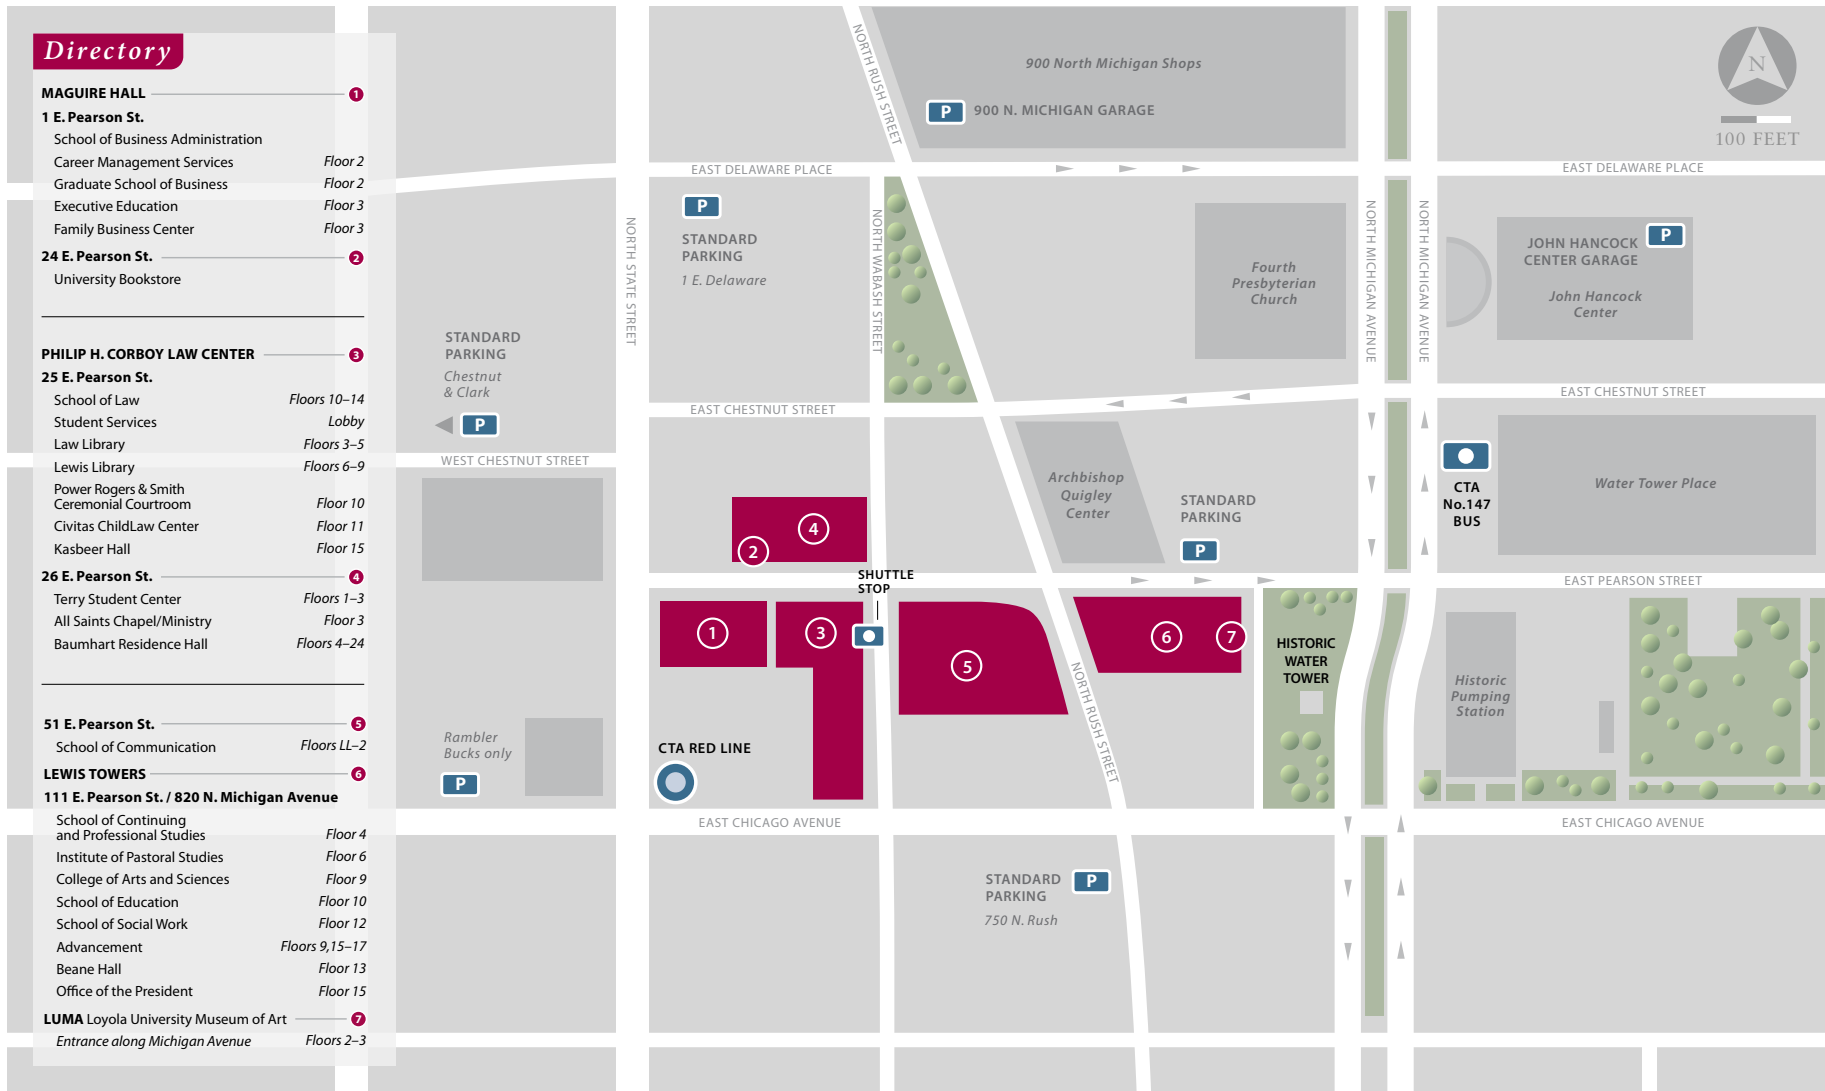 Directory
MAGUIRE HALL 1
1 E. Pearson St.
School of Business Administration
Career Management Services Floor 2
Graduate School of Business Floor 2
Executive Education Floor 3
Family Business Center Floor 3
24 E. Pearson St. 2
University Bookstore
PHILIP H. CORBOY LAW CENTER 3
25 E. Pearson St.
School of Law Floors 10–14
Student Services Lobby
Law Library Floors 3–5
Lewis Library Floors 6–9
Power Rogers & Smith
Ceremonial Courtroom Floor 10
Civitas ChildLaw Center Floor 11
Kasbeer Hall Floor 15
26 E. Pearson St. 4
Terry Student Center Floors 1–3
All Saints Chapel/Ministry Floor 3
Baumhart Residence Hall Floors 4–24
51 E. Pearson St. 5
School of Communication Floors LL–2
LEWIS TOWERS 6
111 E. Pearson St. / 820 N. Michigan Avenue
School of Continuing
and Professional Studies Floor 4
Institute of Pastoral Studies Floor 6
College of Arts and Sciences Floor 9
School of Education Floor 10
School of Social Work Floor 12
Advancement Floors 9,15–17
Beane Hall Floor 13
Office of the President Floor 15
LUMA Loyola University Museum of Art 7
Entrance along Michigan Avenue Floors 2–3
NORTH RUSH STREET
900 North Michigan Shops
P 900 N. MICHIGAN GARAGE
N
100 FEET
EAST DELAWARE PLACE
EAST DELAWARE PLACE
P
STANDARD
PARKING
1 E. Delaware
NORTH STATE STREET
NORTH WABASH STREET
Fourth
Presbyterian
Church
NORTH MICHIGAN AVENUE
NORTH MICHIGAN AVENUE
JOHN HANCOCK
CENTER GARAGE
P
John Hancock
Center
STANDARD
PARKING
Chestnut
& Clark
P
EAST CHESTNUT STREET
EAST CHESTNUT STREET
WEST CHESTNUT STREET
Archbishop
Quigley
Center
STANDARD
PARKING
P
CTA
No.147
BUS
Water Tower Place
4
2
SHUTTLE
STOP
EAST PEARSON STREET
1
3
5
6
7
NORTH RUSH STREET
HISTORIC
WATER
TOWER
Historic
Pumping
Station
Rambler
Bucks only
P
CTA RED LINE
EAST CHICAGO AVENUE
EAST CHICAGO AVENUE
STANDARD
PARKING
P
750 N. Rush